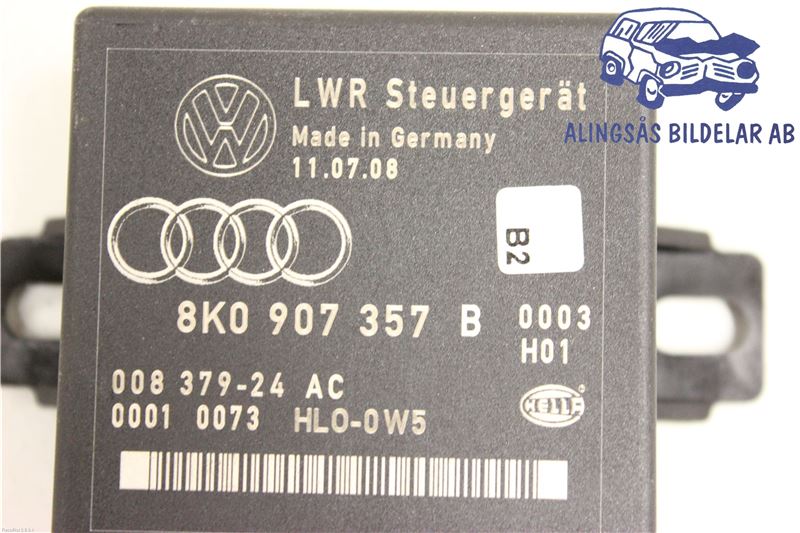 LWR Steuergerät
Made in Germany
11.07.08
ALINGSÅS BILDELAR AB
B2
8K0 907 357 B 0003
H01
008 379-24 AC
0001 0073 HLO-0W5
HELLA